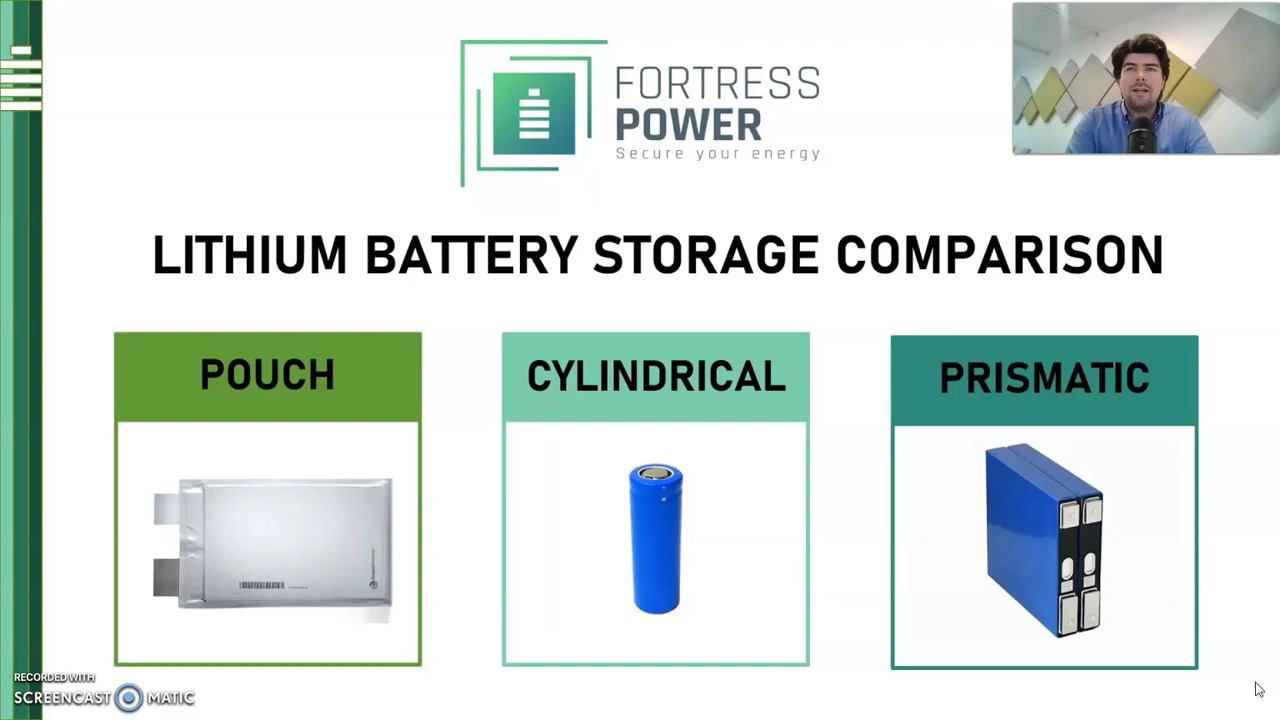 FORTRESS
POWER
Secure your energy
LITHIUM BATTERY STORAGE COMPARISON
POUCH
CYLINDRICAL
PRISMATIC
RECORDED WITH
SCREENCAST MATIC